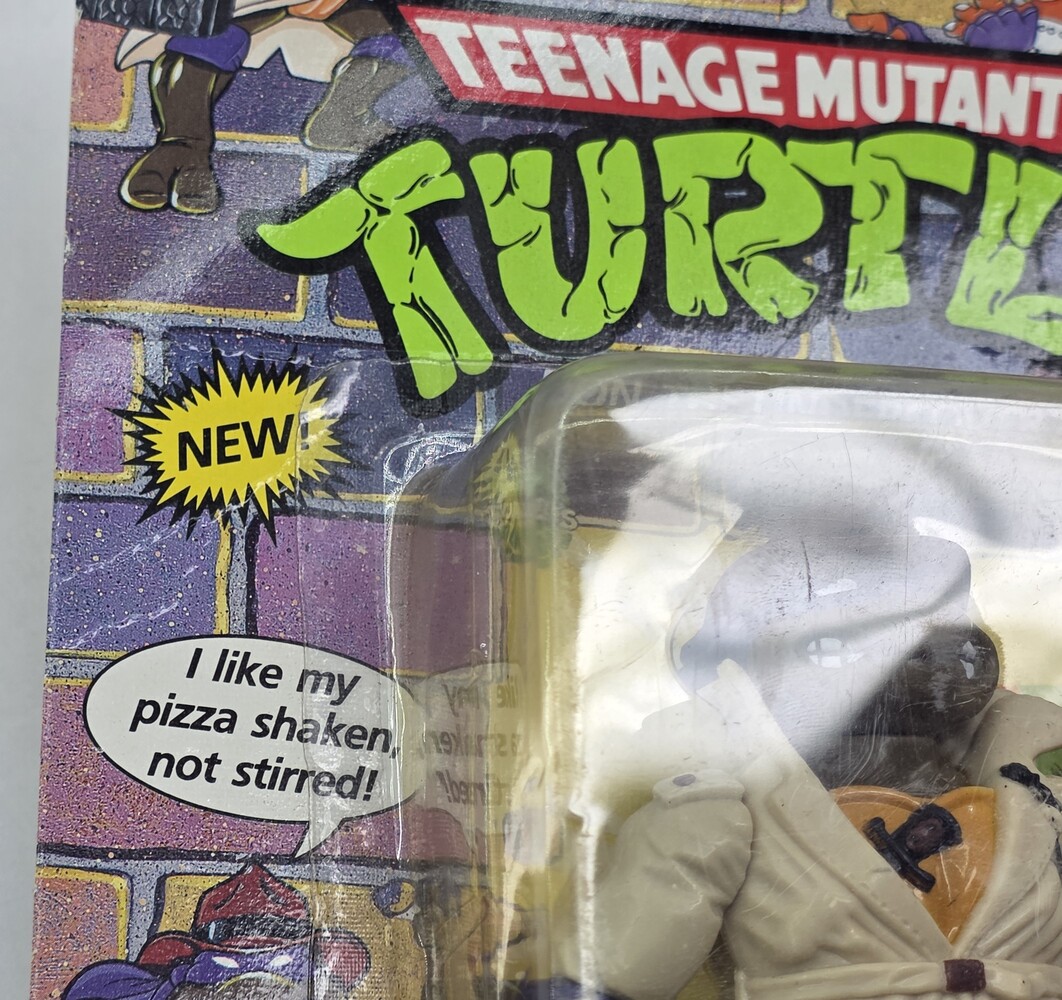 TEENAGE MUTANT
TURTL
NEW!
I like my
pizza shaken,
not stirred!